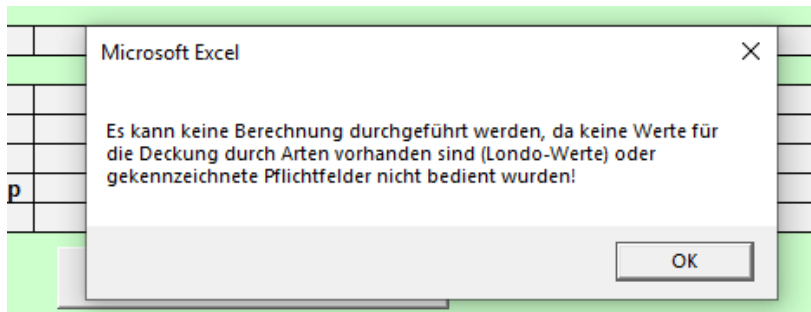 Microsoft Excel
Es kann keine Berechnung durchgeführt werden, da keine Werte für
die Deckung durch Arten vorhanden sind (Londo-Werte) oder
gekennzeichnete Pflichtfelder nicht bedient wurden!
p
OK